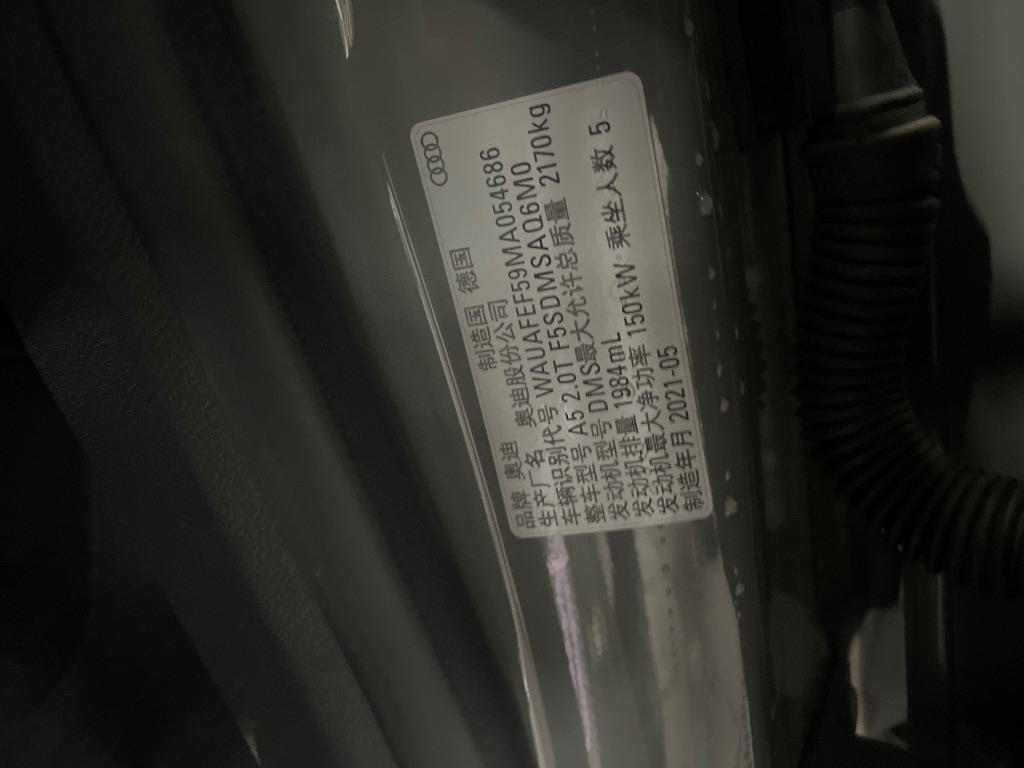 品牌 奥迪 制造国 德国
生产厂名 奥迪股份公司
车辆识别代号 WAUAFEF59MA054686
整车型号 A5 2.0T F5SDMSAQ6M0
发动机型号 DMS最大允许总质量 2170kg
发动机排量 1984mL
发动机最大净功率 150kW 乘坐人数 5
制造年月 2021-05